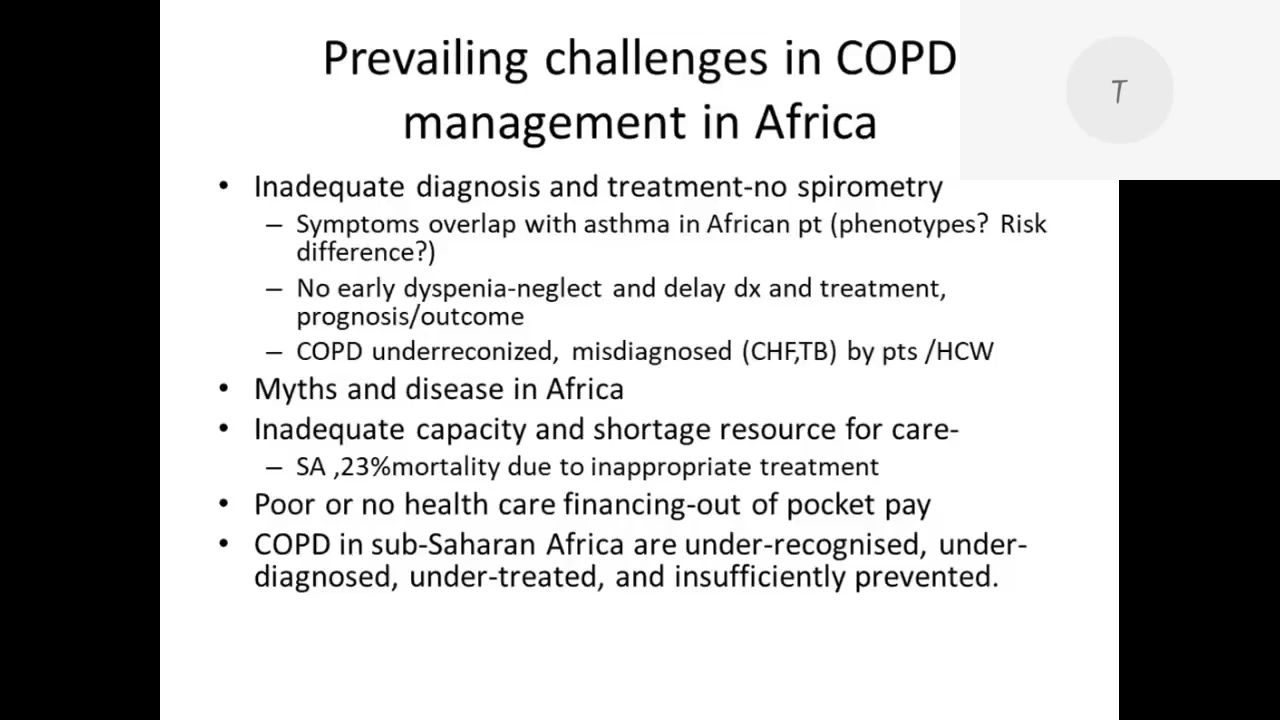 Prevailing challenges in COPD
management in Africa
T
• Inadequate diagnosis and treatment-no spirometry
– Symptoms overlap with asthma in African pt (phenotypes? Risk
difference?)
– No early dyspenia-neglect and delay dx and treatment,
prognosis/outcome
– COPD underreconized, misdiagnosed (CHF,TB) by pts /HCW
• Myths and disease in Africa
• Inadequate capacity and shortage resource for care-
– SA ,23%mortality due to inappropriate treatment
• Poor or no health care financing-out of pocket pay
• COPD in sub-Saharan Africa are under-recognised, under-
diagnosed, under-treated, and insufficiently prevented.